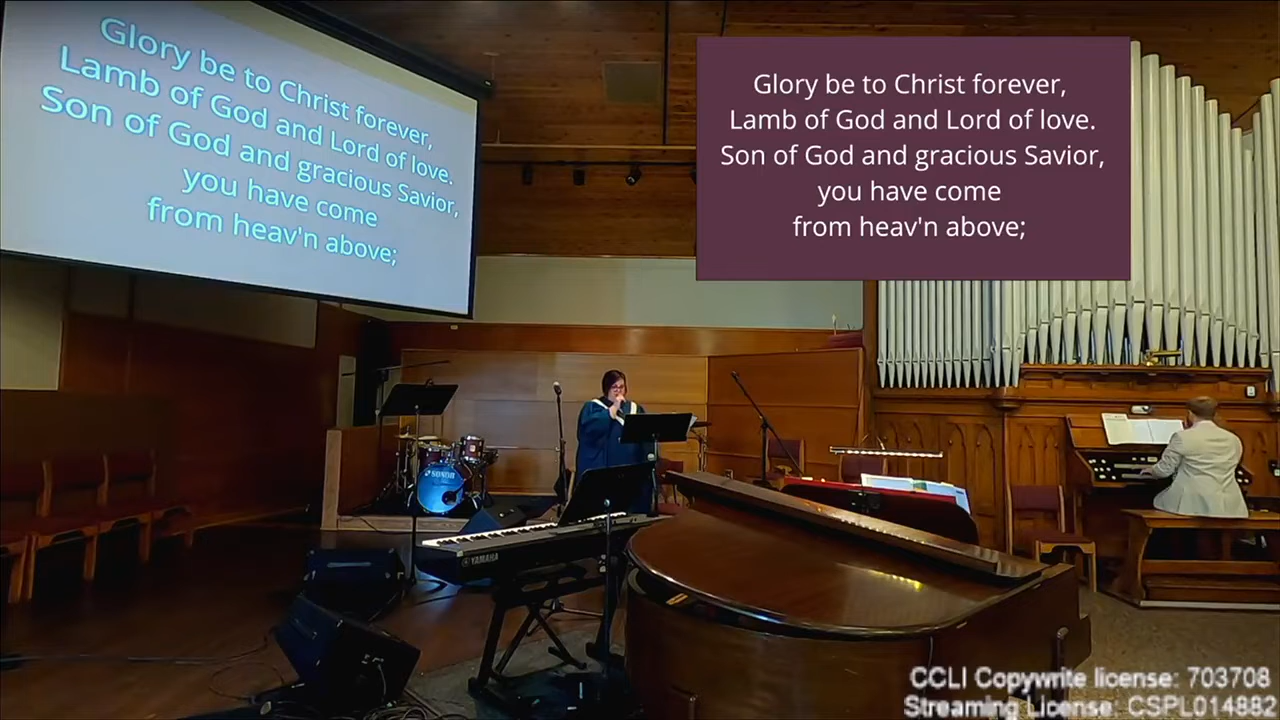 Glory be to Christ forever,
Lamb of God and Lord of love.
Son of God and gracious Savior,
you have come
from heav'n above;
Glory be to Christ forever,
Lamb of God and Lord of love.
Son of God and gracious Savior,
you have come
from heav'n above;
SONOR
YAMAHA
CCLI Copywrite license: 703708
Streaming License: CSPL014882